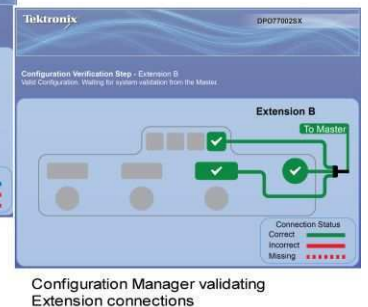 Tektronix
DPO77002SX
Configuration Verification Step - Extension B
Valid Configuration. Waiting for system validation from the Master.
Extension B
To Master
Connection Status
Correct
Incorrect
Missing
Configuration Manager validating
Extension connections